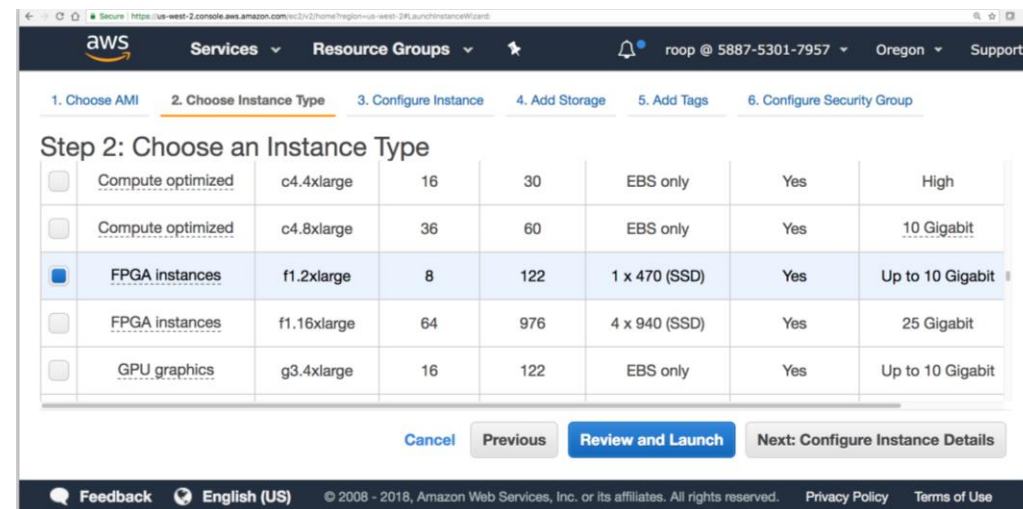 Secure | https://us-west-2.console.aws.amazon.com/ec2/v2/home?region=us-west-2#LaunchInstanceWizard:
aws Services Resource Groups roop @ 5887-5301-7957 Oregon Support
1. Choose AMI 2. Choose Instance Type 3. Configure Instance 4. Add Storage 5. Add Tags 6. Configure Security Group
Step 2: Choose an Instance Type
Compute optimized c4.4xlarge 16 30 EBS only Yes High
Compute optimized c4.8xlarge 36 60 EBS only Yes 10 Gigabit
FPGA instances f1.2xlarge 8 122 1 x 470 (SSD) Yes Up to 10 Gigabit
FPGA instances f1.16xlarge 64 976 4 x 940 (SSD) Yes 25 Gigabit
GPU graphics g3.4xlarge 16 122 EBS only Yes Up to 10 Gigabit
Cancel Previous Review and Launch Next: Configure Instance Details
Feedback English (US) © 2008 - 2018, Amazon Web Services, Inc. or its affiliates. All rights reserved. Privacy Policy Terms of Use